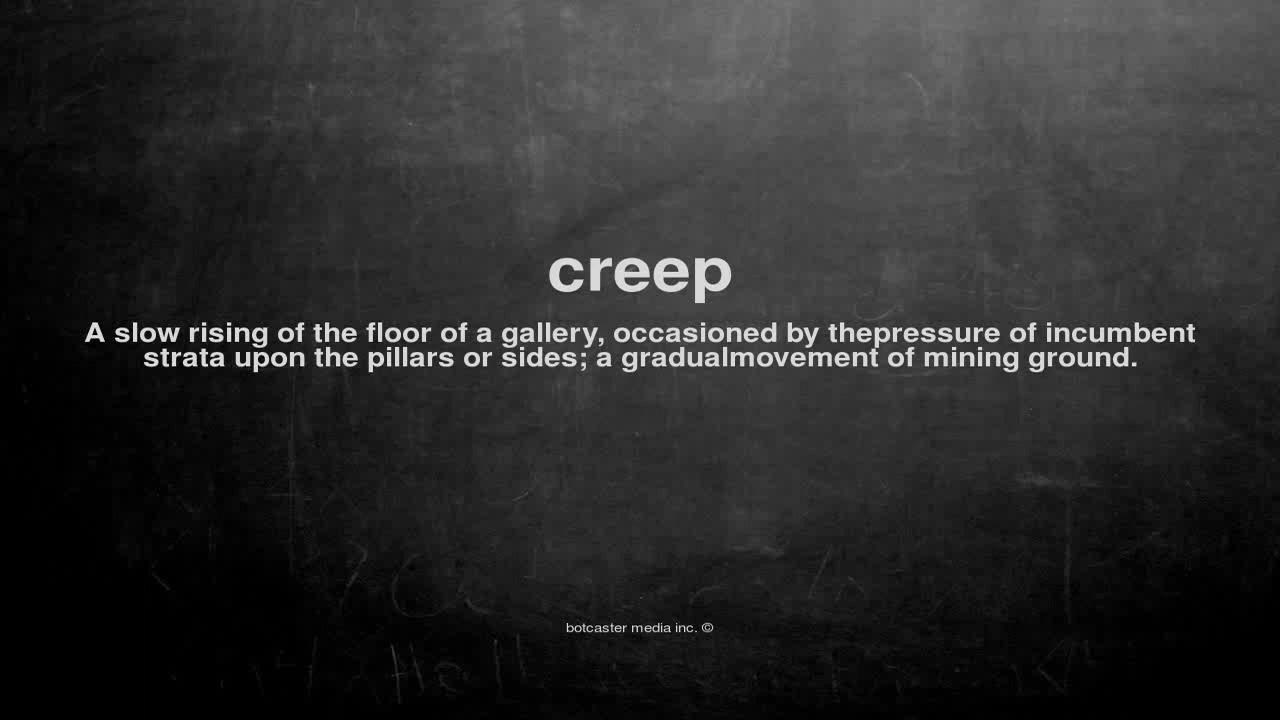 creep
A slow rising of the floor of a gallery, occasioned by thepressure of incumbent
strata upon the pillars or sides; a gradualmovement of mining ground.
botcaster media inc. ©